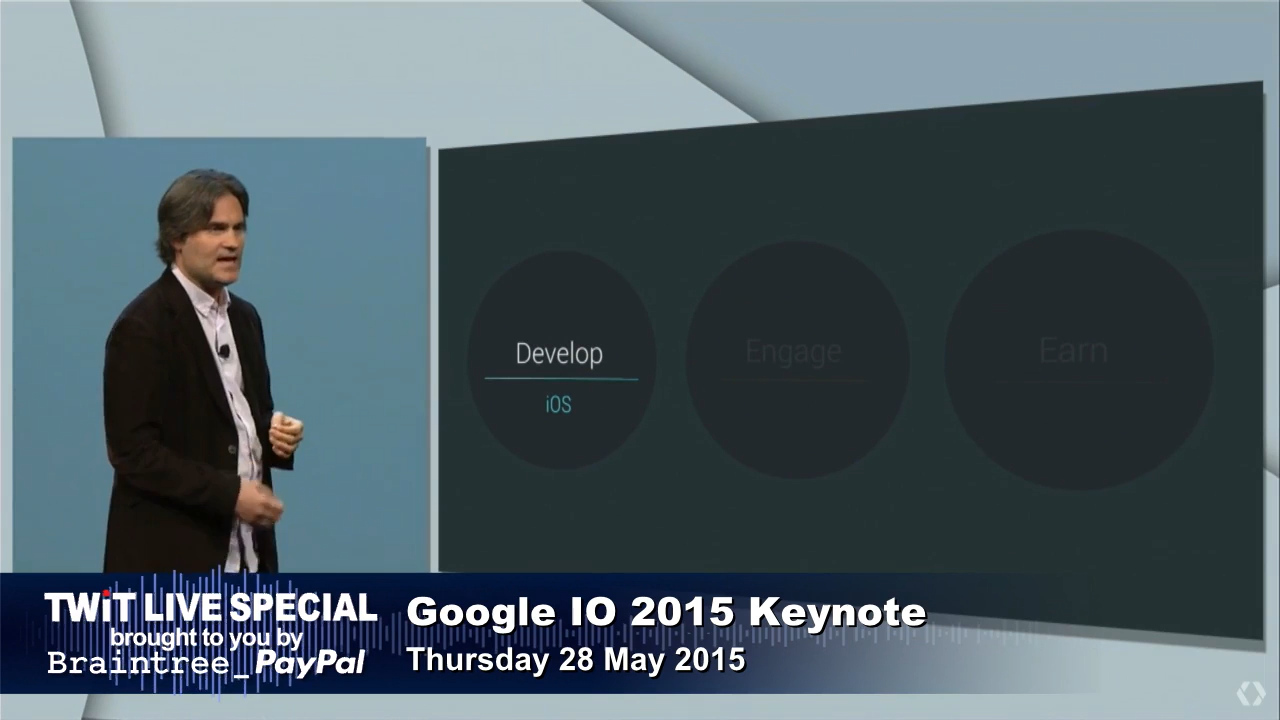 Develop
iOS
Engage
Earn
TWiT LIVE SPECIAL
brought to you by
Braintree_PayPal
Google IO 2015 Keynote
Thursday 28 May 2015